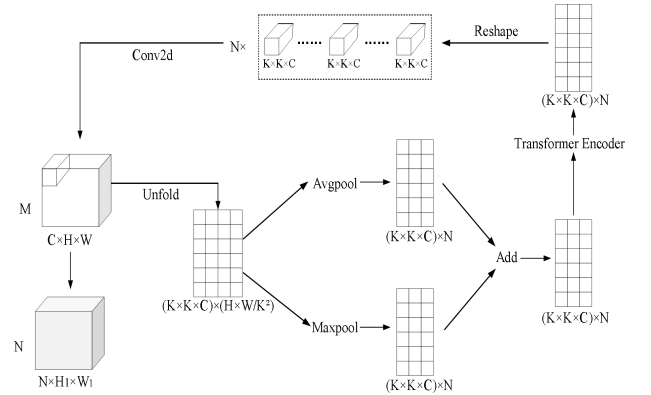 Reshape
N×
K×K×C
K×K×C
K×K×C
Conv2d
(K×K×C)×N
Transformer Encoder
Unfold
Avgpool
M
C×H×W
(K×K×C)×N
Add
(K×K×C)×(H×W/K²)
(K×K×C)×N
Maxpool
N
N×H₁×W₁
(K×K×C)×N